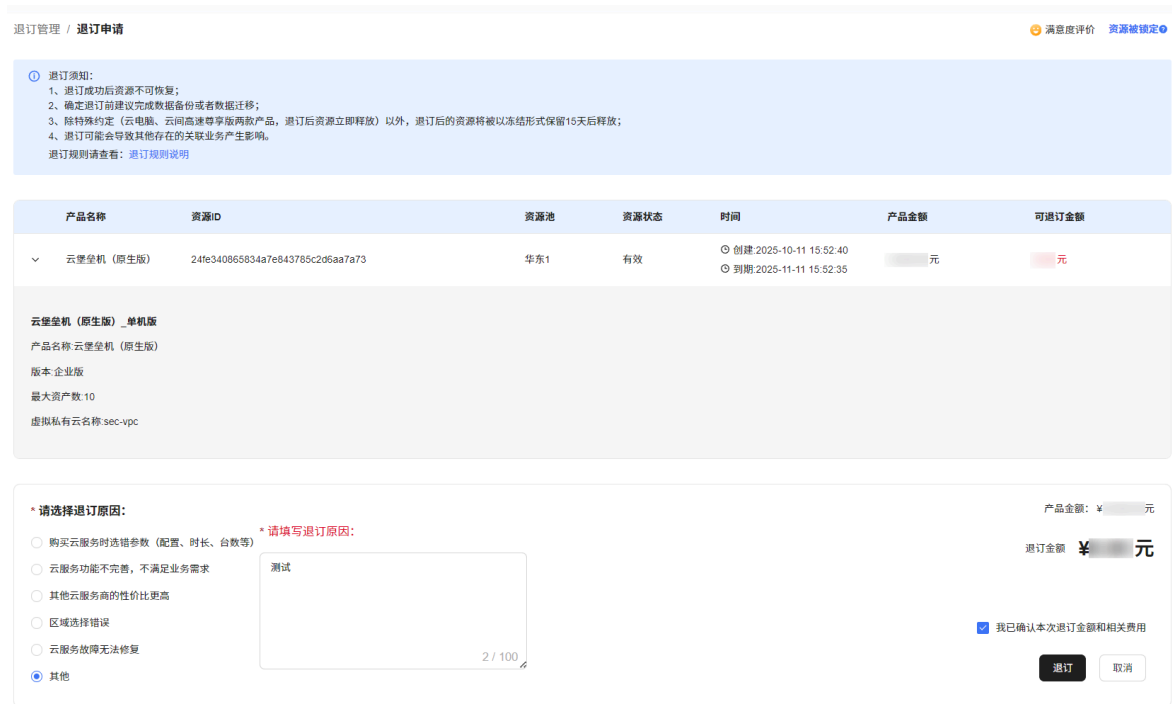 退订管理 / 退订申请
满意度评价 资源被锁定
退订须知：
1、退订成功后资源不可恢复；
2、确定退订前建议完成数据备份或者数据迁移；
3、除特殊约定（云电脑、云间高速尊享版两款产品，退订后资源立即释放）以外，退订后的资源将被以冻结形式保留15天后释放；
4、退订可能会导致其他存在的关联业务产生影响。
退订规则请查看：退订规则说明
产品名称 资源ID 资源池 资源状态 时间 产品金额 可退订金额
云堡垒机（原生版） 24fe340865834a7e843785c2d6aa7a73 华东1 有效 创建:2025-10-11 15:52:40 元 元
到期:2025-11-11 15:52:35
云堡垒机（原生版）_单机版
产品名称:云堡垒机（原生版）
版本:企业版
最大资产数:10
虚拟私有云名称:sec-vpc
* 请选择退订原因：
购买云服务时选错参数（配置、时长、台数等）
云服务功能不完善，不满足业务需求
其他云服务商的性价比更高
区域选择错误
云服务故障无法修复
其他
* 请填写退订原因：
测试
2 / 100
产品金额：¥ 元
退订金额 ¥ 元
我已确认本次退订金额和相关费用
退订 取消